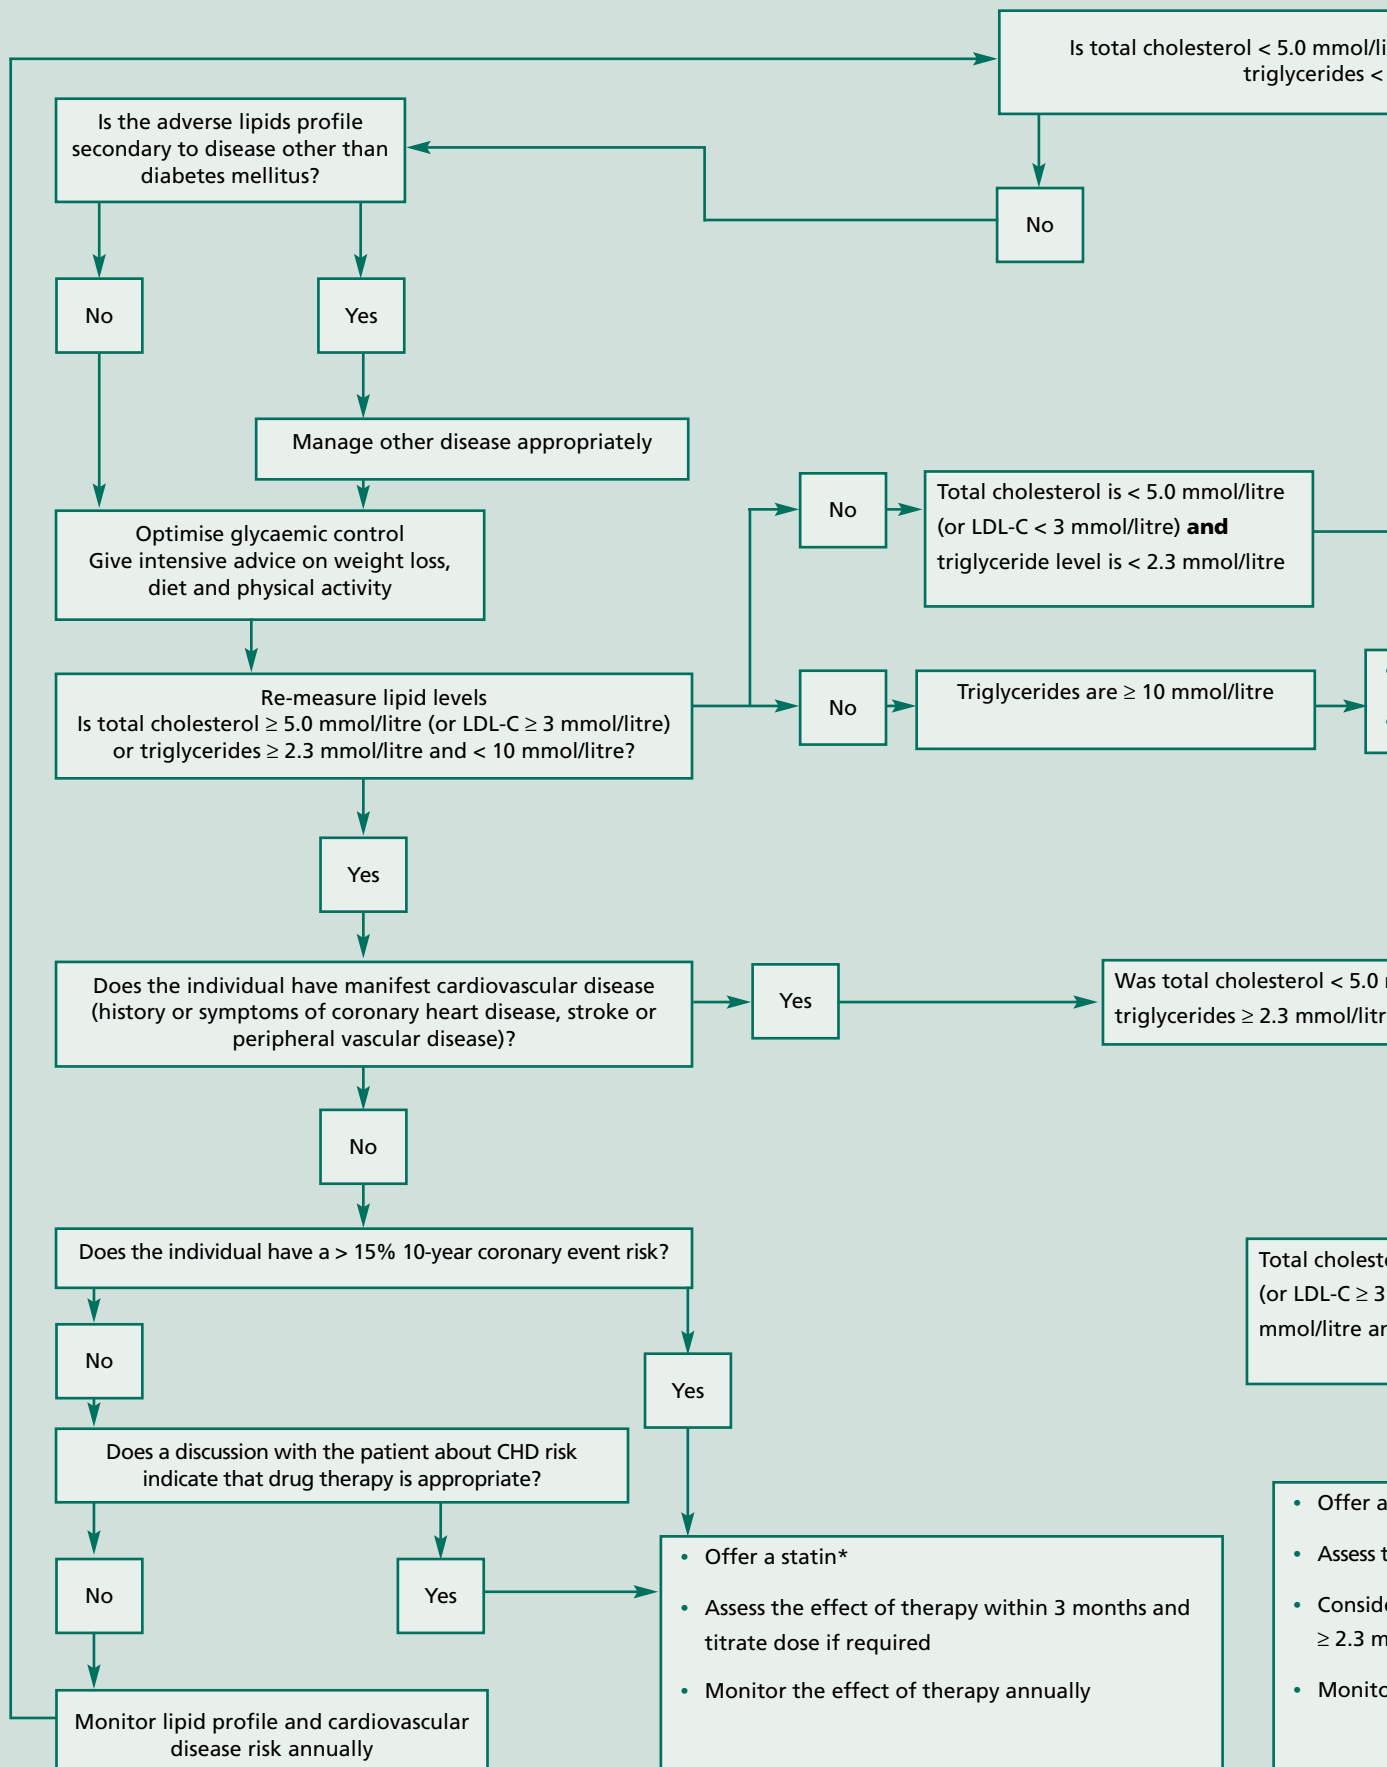 Is total cholesterol < 5.0 mmol/li
triglycerides <
Is the adverse lipids profile
secondary to disease other than
diabetes mellitus?
No
No
Yes
Manage other disease appropriately
Optimise glycaemic control
Give intensive advice on weight loss,
diet and physical activity
No
Total cholesterol is < 5.0 mmol/litre
(or LDL-C < 3 mmol/litre) and
triglyceride level is < 2.3 mmol/litre
Re-measure lipid levels
Is total cholesterol ≥ 5.0 mmol/litre (or LDL-C ≥ 3 mmol/litre)
or triglycerides ≥ 2.3 mmol/litre and < 10 mmol/litre?
No
Triglycerides are ≥ 10 mmol/litre
Yes
Does the individual have manifest cardiovascular disease
(history or symptoms of coronary heart disease, stroke or
peripheral vascular disease)?
Yes
Was total cholesterol < 5.0
triglycerides ≥ 2.3 mmol/litr
No
Does the individual have a > 15% 10-year coronary event risk?
Total choleste
(or LDL-C ≥ 3
mmol/litre an
No
Yes
Does a discussion with the patient about CHD risk
indicate that drug therapy is appropriate?
No
Yes
• Offer a statin*
• Assess the effect of therapy within 3 months and
titrate dose if required
• Monitor the effect of therapy annually
• Offer a
• Assess t
• Conside
≥ 2.3 m
• Monito
Monitor lipid profile and cardiovascular
disease risk annually